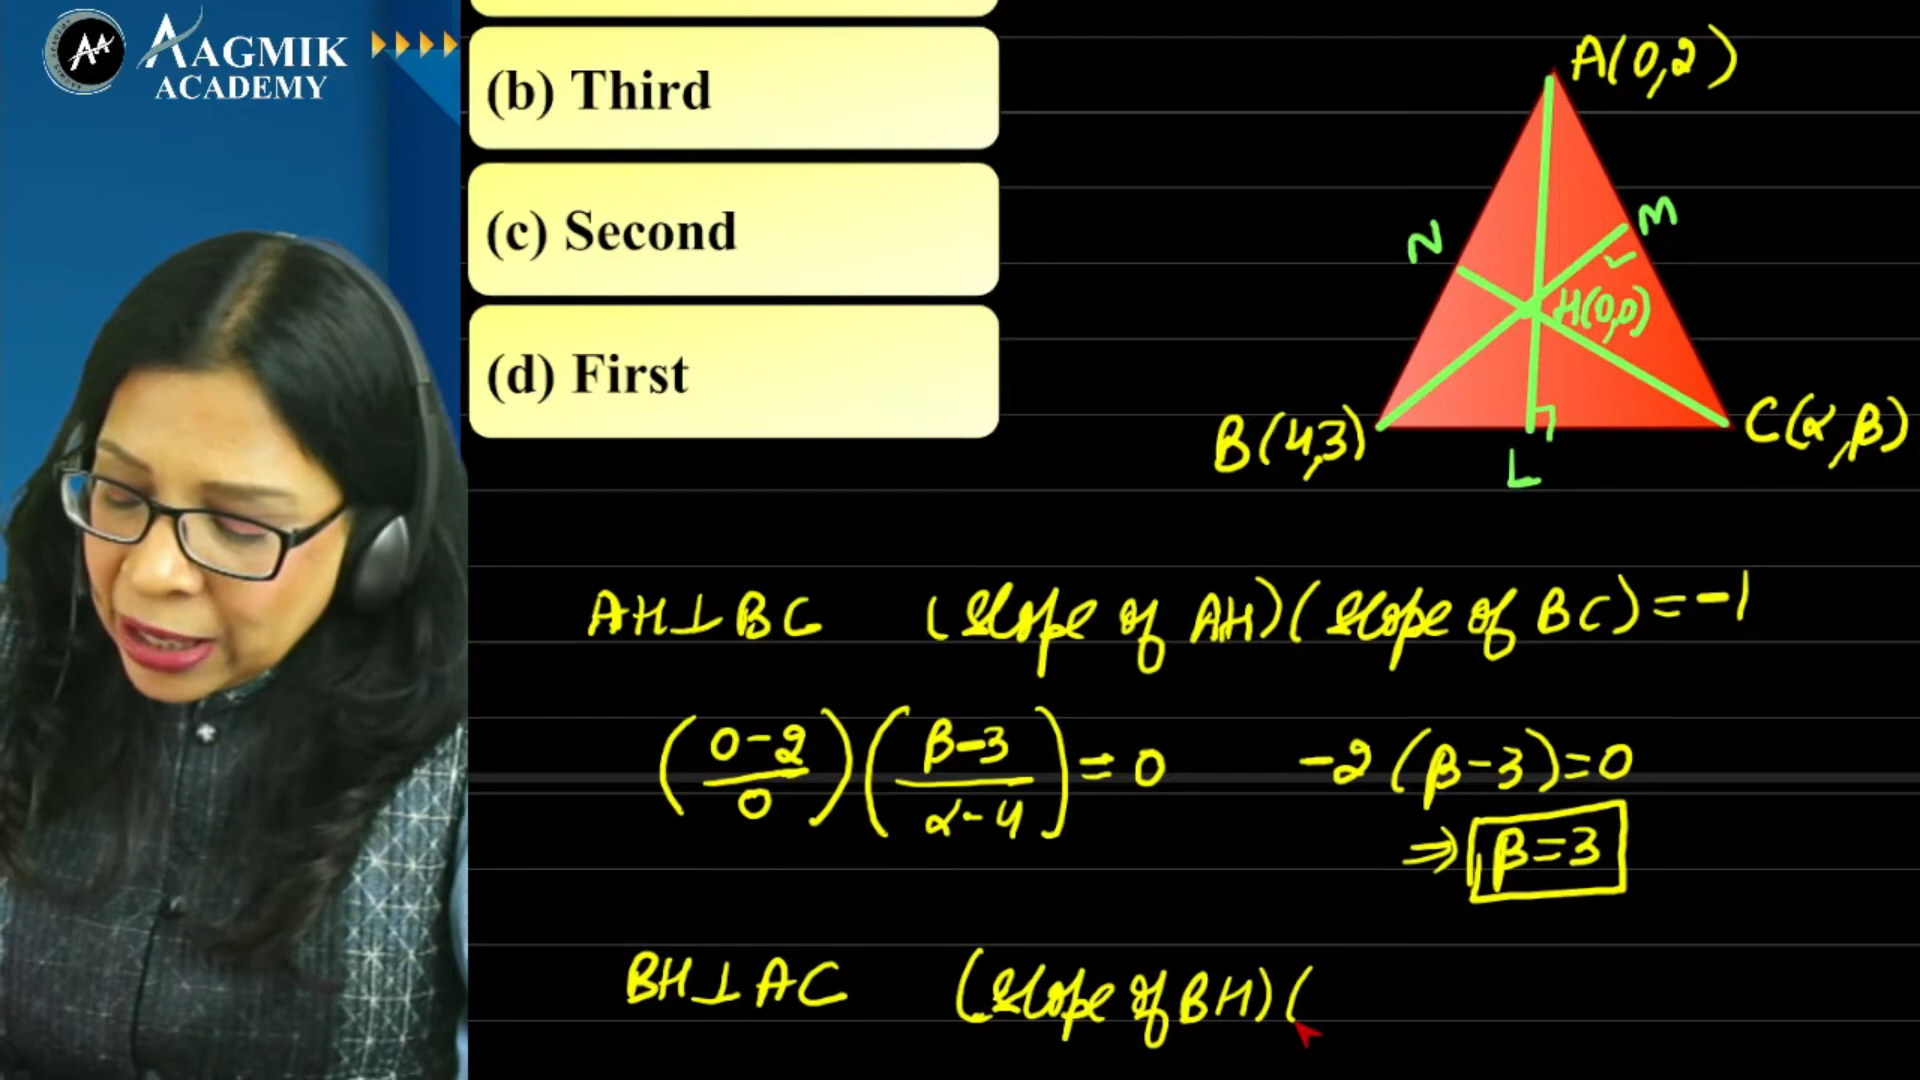 AAGMIK
ACADEMY
(b) Third
(c) Second
(d) First
A(0,2)
N
M
H(0,0)
B(4,3)
C(α,β)
L
AH⊥BC (slope of AH)(slope of BC)=-1
(0-2/0)(β-3/α-4)=0 -2(β-3)=0
⇒ β=3
BH⊥AC (slope of BH)(